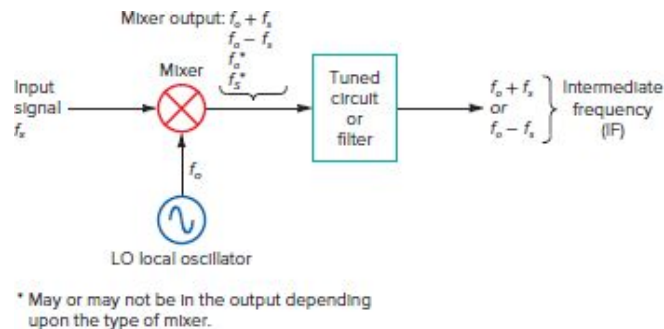 Mixer output: fₒ + fₛ
fₒ – fₛ
fₒ*
fₛ*
Mixer
Input
signal
fₛ
Tuned
circuit
or
filter
fₒ + fₛ
or
fₒ – fₛ
Intermediate
frequency
(IF)
fₒ
LO local oscillator
* May or may not be in the output depending
upon the type of mixer.